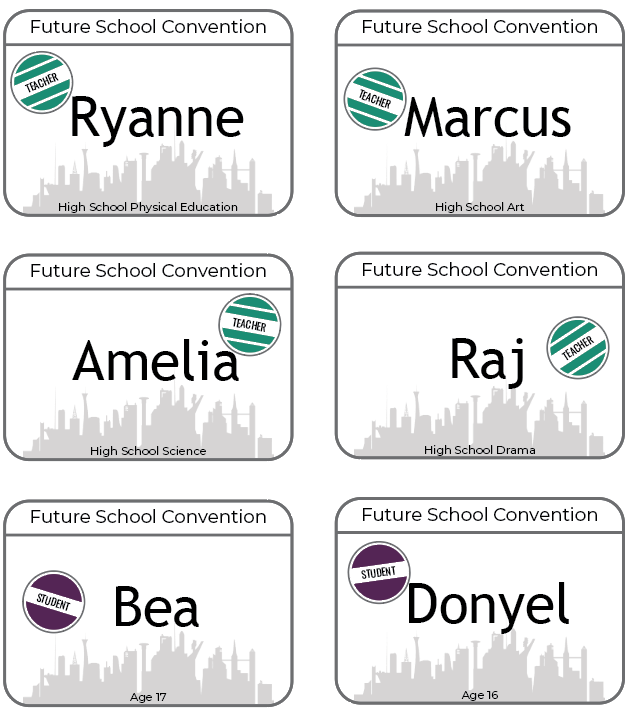 Future School Convention
TEACHER
Ryanne
High School Physical Education
Future School Convention
TEACHER
Marcus
High School Art
Future School Convention
TEACHER
Amelia
High School Science
Future School Convention
TEACHER
Raj
High School Drama
Future School Convention
STUDENT
Bea
Age 17
Future School Convention
STUDENT
Donyel
Age 16